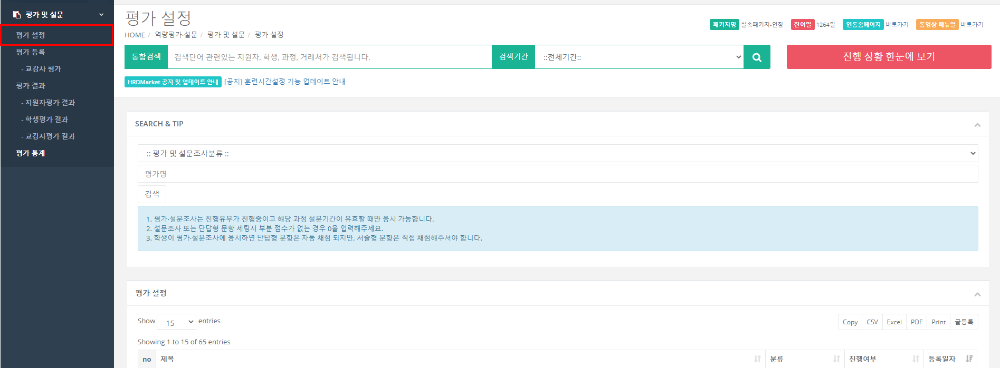 평가 및 설문
평가 설정
평가 등록
- 교강사 평가
평가 결과
- 지원자평가 결과
- 학생평가 결과
- 교강사평가 결과
평가 통계
평가 설정
HOME / 역량평가·설문 / 평가 및 설문 / 평가 설정
패키지명 실속패키지-연장 잔여일 1264일 연동홈페이지 바로가기 동영상 메뉴얼 바로가기
통합검색 검색단어 관련있는 지원자, 학생, 과정, 거래처가 검색됩니다. 검색기간 ::전체기간:: 진행 상황 한눈에 보기
HRDMarket 공지 및 업데이트 안내 [공지] 훈련시간설정 기능 업데이트 안내
SEARCH & TIP
:: 평가 및 설문조사분류 ::
평가명
검색
1. 평가·설문조사는 진행유무가 진행중이고 해당 과정 설문기간이 유효할 때만 응시 가능합니다.
2. 설문조사 또는 단답형 문항 세팅시 부분 점수가 없는 경우 0을 입력해주세요.
3. 학생이 평가·설문조사에 응시하면 단답형 문항은 자동 채점 되지만, 서술형 문항은 직접 채점해주셔야 합니다.
평가 설정
Show 15 entries
Copy CSV Excel PDF Print 글등록
Showing 1 to 15 of 65 entries
no 제목 분류 진행여부 등록일자